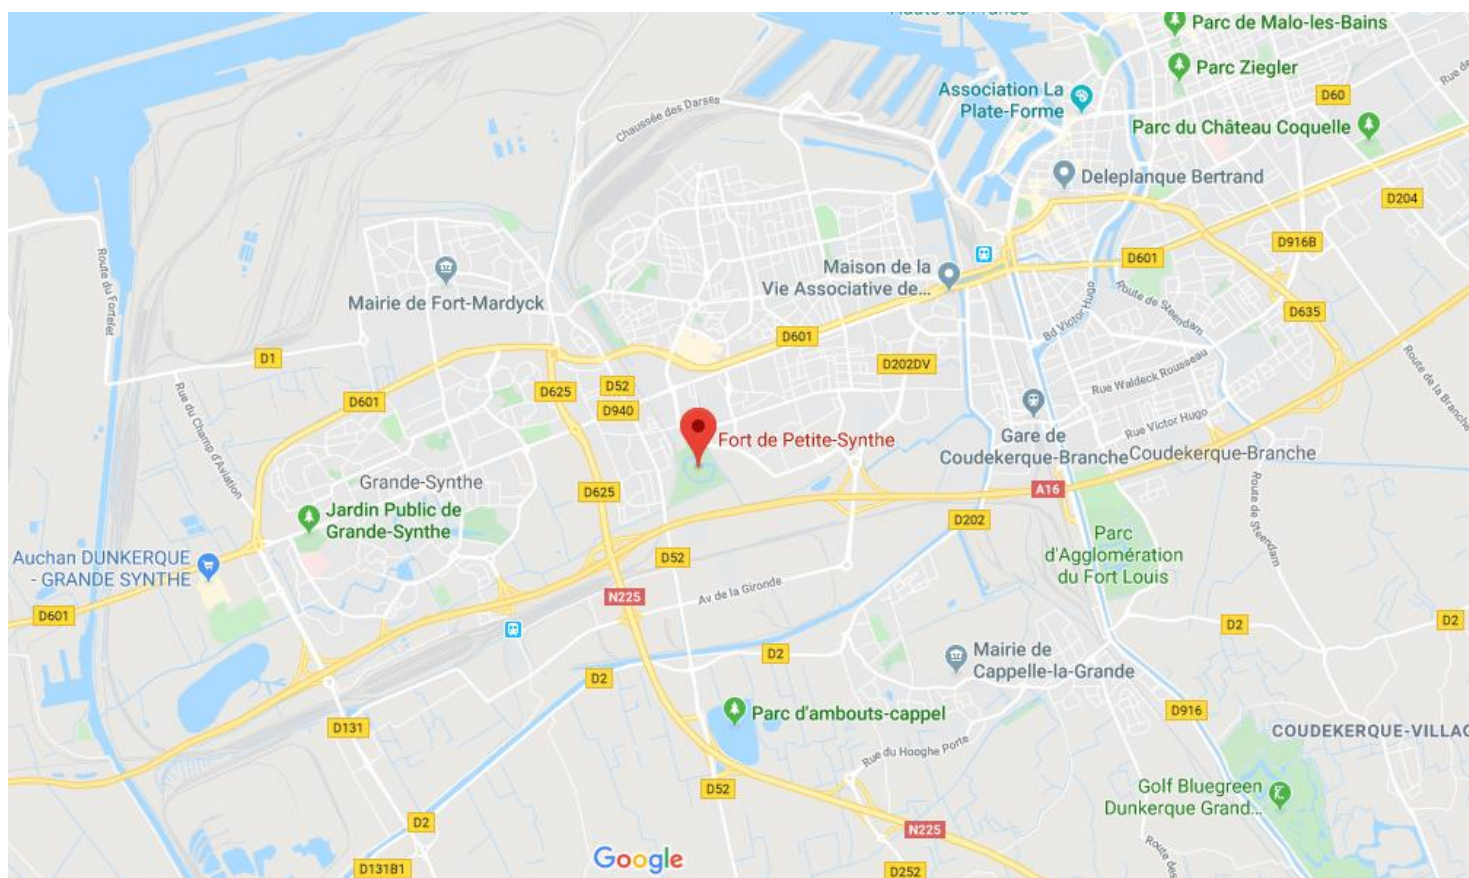 Parc de Malo-les-Bains
Parc Ziegler
Rue de
Association La
Plate-Forme
D60
Chaussée des Darses
Parc du Château Coquelle
Deleplanque Bertrand
D204
D916B
D601
Maison de la
Vie Associative de...
Route du Fortelet
Mairie de Fort-Mardyck
Bd Victor Hugo
Route de Steendam
D635
D601
D1
D202DV
Rue Waldeck Rousseau
Route de la Branche
D52
D625
D940
D601
Rue du Champ d'Aviation
Fort de Petite-Synthe
Gare de
Coudekerque-Branche
Rue Victor Hugo
Coudekerque-Branche
Grande-Synthe
D625
A16
Route de Steendam
Jardin Public de
Grande-Synthe
D202
Parc
d'Agglomération
du Fort Louis
Auchan DUNKERQUE
- GRANDE SYNTHE
D52
Av. de la Gironde
N225
D601
D2
D2
D2
Mairie de
Cappelle-la-Grande
D2
Parc d'ambouts-cappel
D916
D131
COUDEKERQUE-VILLAG
Rue du Hooghe Porte
D52
Golf Bluegreen
Dunkerque Grand...
D2
N225
Google
Route des
D131B1
D252